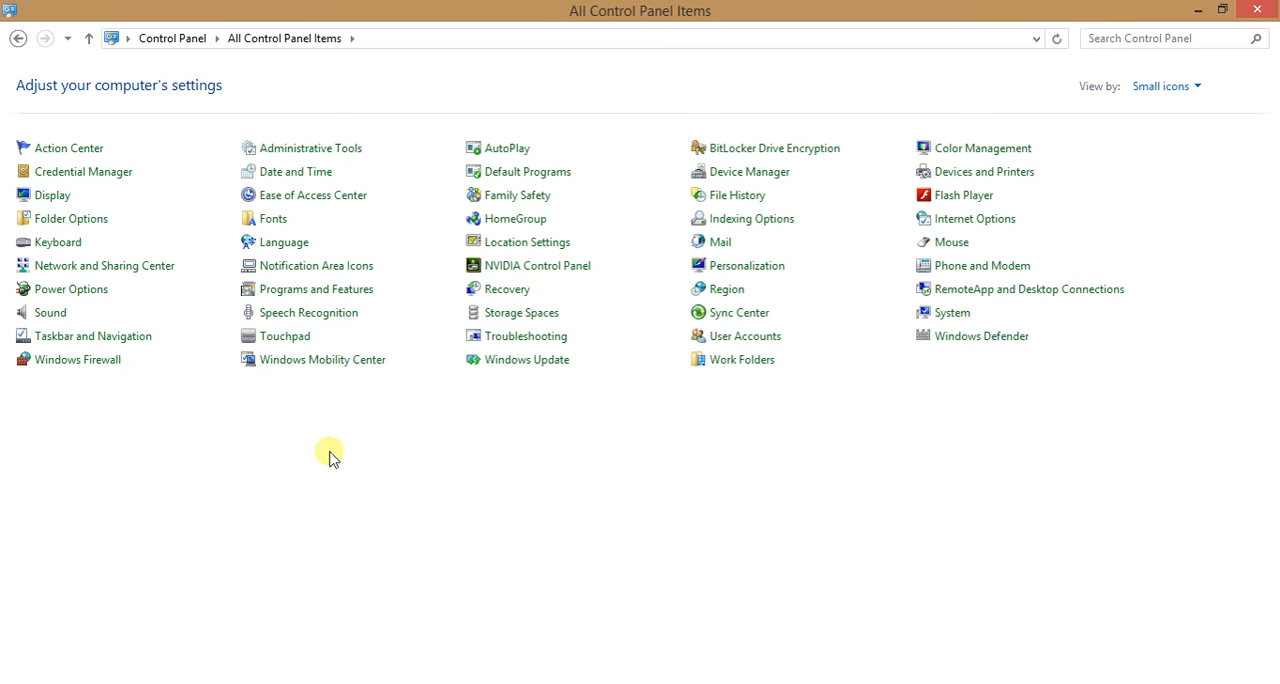 All Control Panel Items
Control Panel All Control Panel Items
Search Control Panel
Adjust your computer's settings
View by: Small icons
Action Center Administrative Tools AutoPlay BitLocker Drive Encryption Color Management
Credential Manager Date and Time Default Programs Device Manager Devices and Printers
Display Ease of Access Center Family Safety File History Flash Player
Folder Options Fonts HomeGroup Indexing Options Internet Options
Keyboard Language Location Settings Mail Mouse
Network and Sharing Center Notification Area Icons NVIDIA Control Panel Personalization Phone and Modem
Power Options Programs and Features Recovery Region RemoteApp and Desktop Connections
Sound Speech Recognition Storage Spaces Sync Center System
Taskbar and Navigation Touchpad Troubleshooting User Accounts Windows Defender
Windows Firewall Windows Mobility Center Windows Update Work Folders